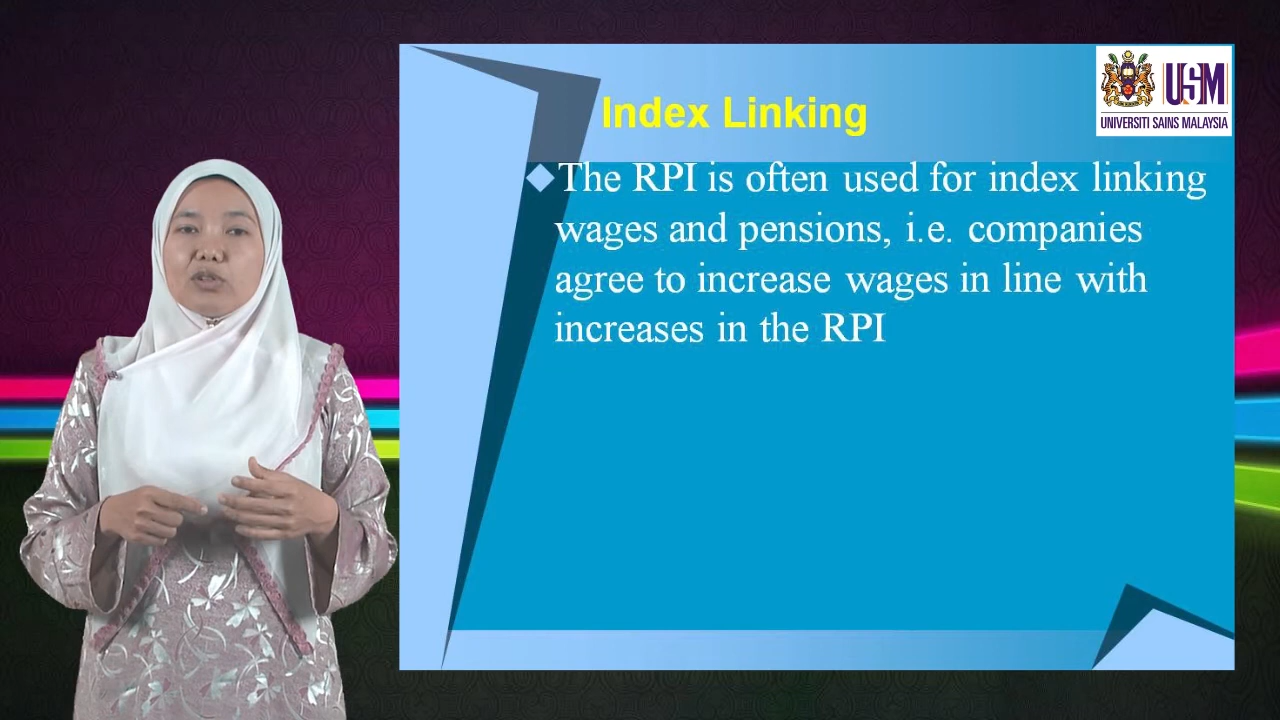 USM
UNIVERSITI SAINS MALAYSIA
Index Linking
The RPI is often used for index linking
wages and pensions, i.e. companies
agree to increase wages in line with
increases in the RPI